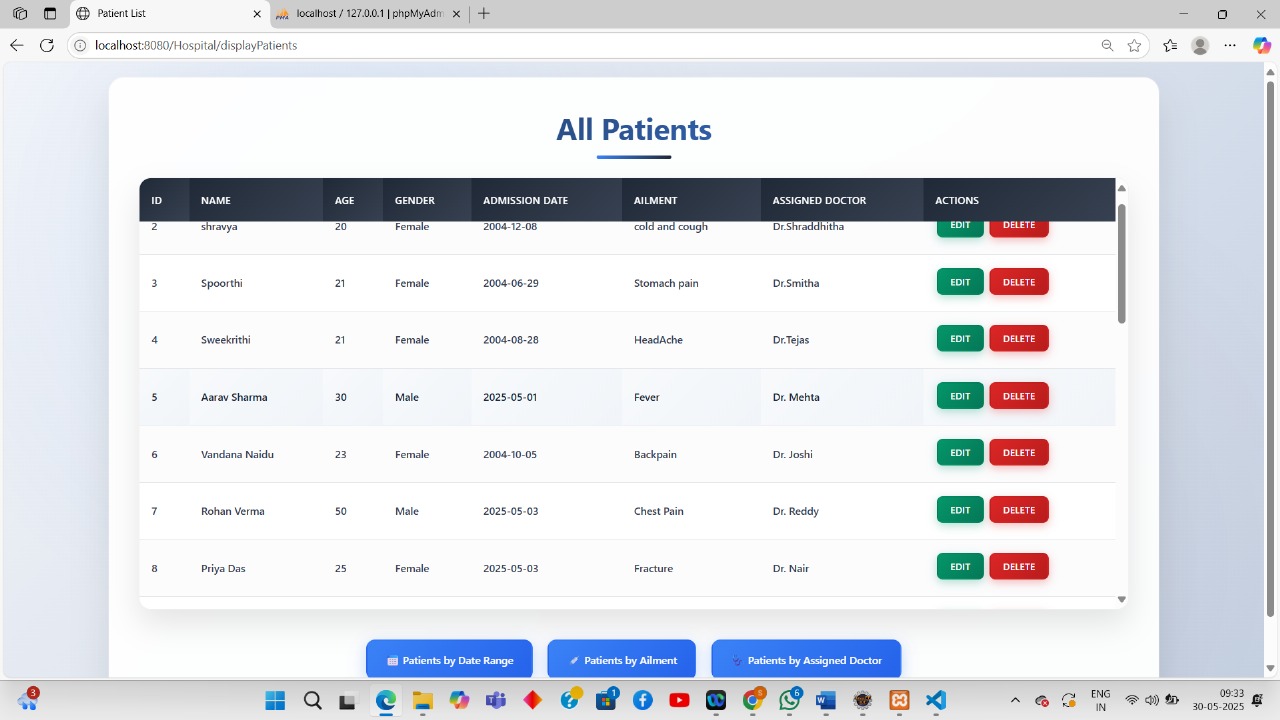 Patient List
localhost / 127.0.0.1 | phpMyAdm
localhost:8080/Hospital/displayPatients
All Patients
ID NAME AGE GENDER ADMISSION DATE AILMENT ASSIGNED DOCTOR ACTIONS
2 shravya 20 Female 2004-12-08 cold and cough Dr.Shraddhitha EDIT DELETE
3 Spoorthi 21 Female 2004-06-29 Stomach pain Dr.Smitha EDIT DELETE
4 Sweekrithi 21 Female 2004-08-28 HeadAche Dr.Tejas EDIT DELETE
5 Aarav Sharma 30 Male 2025-05-01 Fever Dr. Mehta EDIT DELETE
6 Vandana Naidu 23 Female 2004-10-05 Backpain Dr. Joshi EDIT DELETE
7 Rohan Verma 50 Male 2025-05-03 Chest Pain Dr. Reddy EDIT DELETE
8 Priya Das 25 Female 2025-05-03 Fracture Dr. Nair EDIT DELETE
Patients by Date Range Patients by Ailment Patients by Assigned Doctor
3 1 5 6 ENG 09:33
IN 30-05-2025